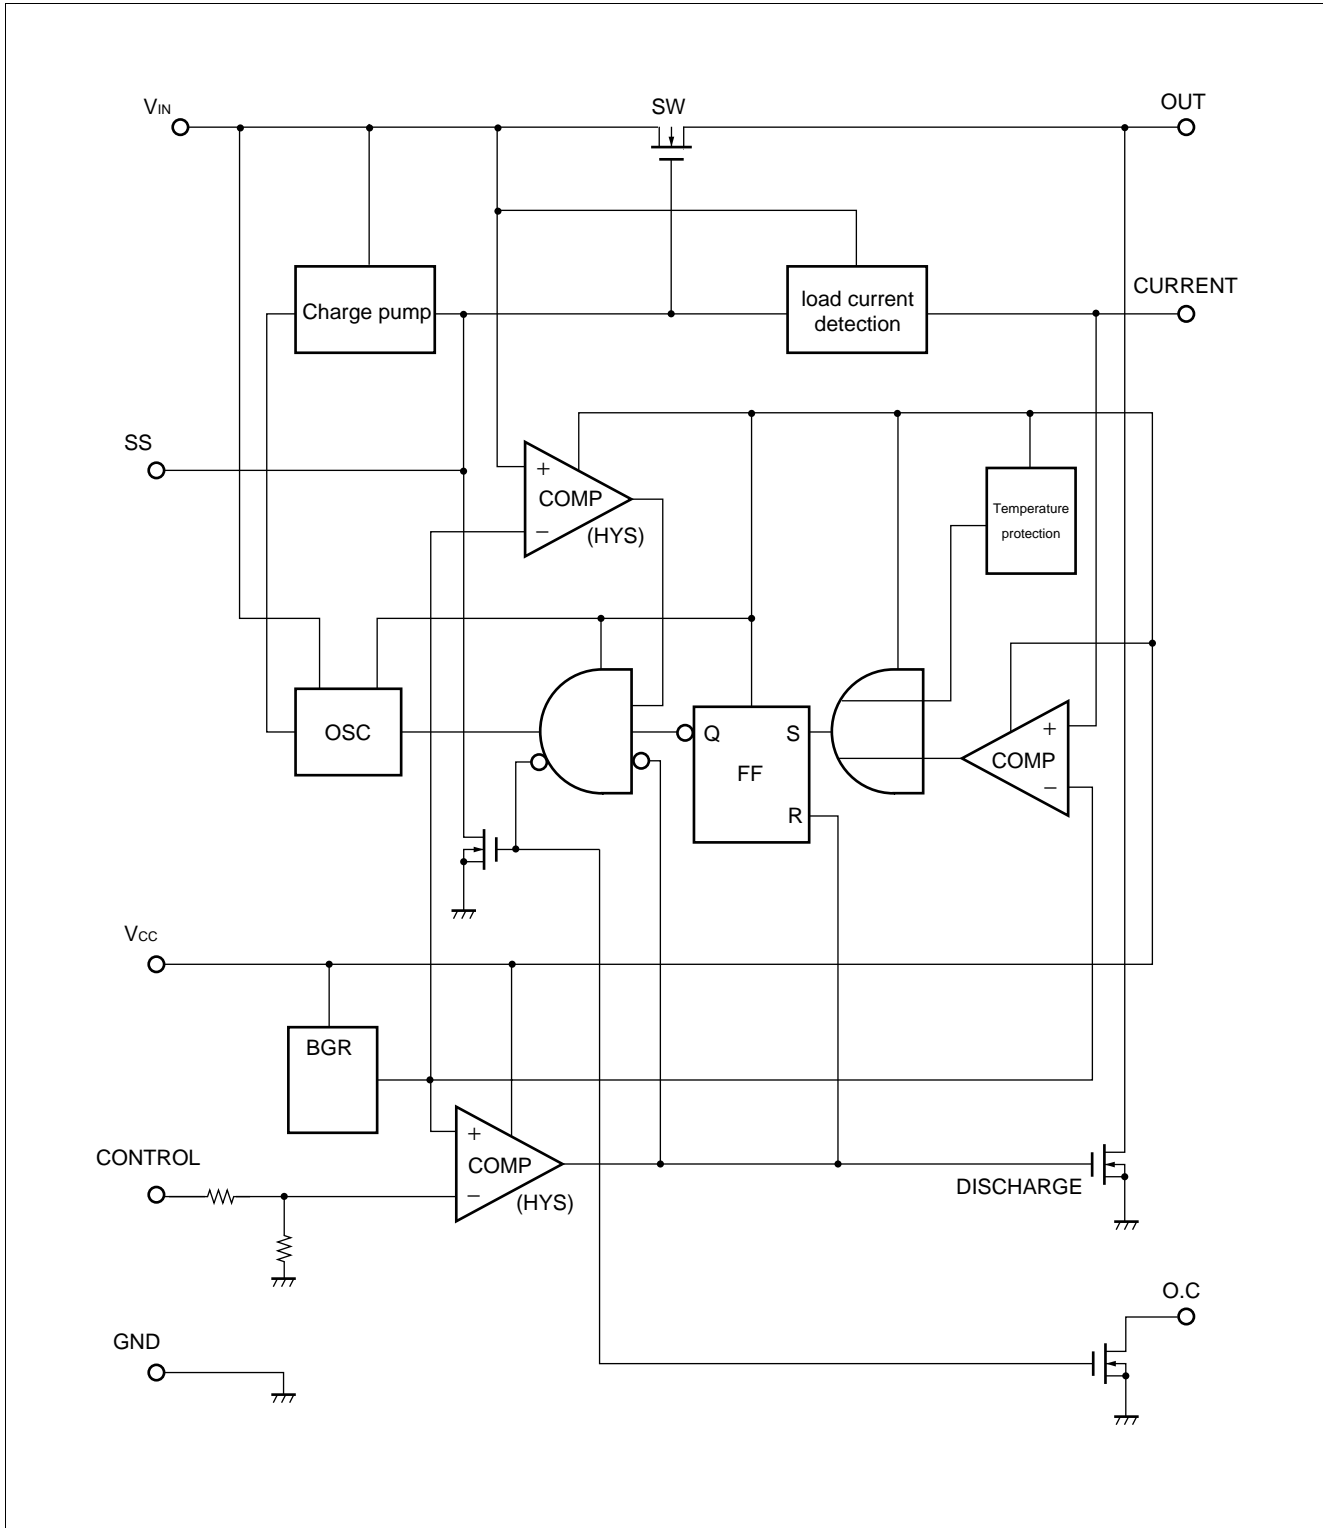 VIN
SW
OUT
Charge pump
load current
detection
CURRENT
SS
+
COMP
−
(HYS)
Temperature
protection
OSC
Q
S
FF
R
+
COMP
−
VCC
BGR
CONTROL
+
COMP
−
(HYS)
DISCHARGE
O.C
GND